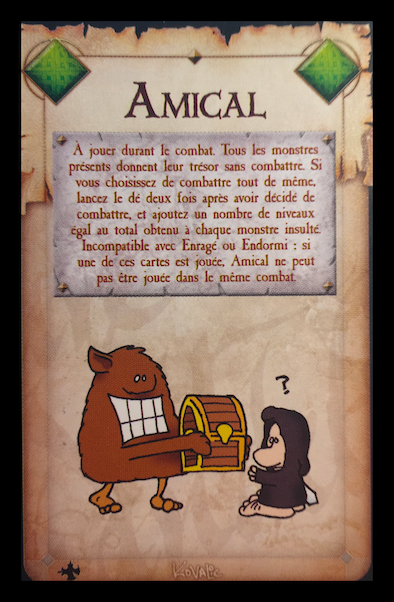 Amical
À jouer durant le combat. Tous les monstres
présents donnent leur trésor sans combattre. Si
vous choisissez de combattre tout de même,
lancez le dé deux fois après avoir décidé de
combattre, et ajoutez un nombre de niveaux
égal au total obtenu à chaque monstre insulté.
Incompatible avec Enragé ou Endormi : si
une de ces cartes est jouée, Amical ne peut
pas être jouée dans le même combat.
?
Kovalic